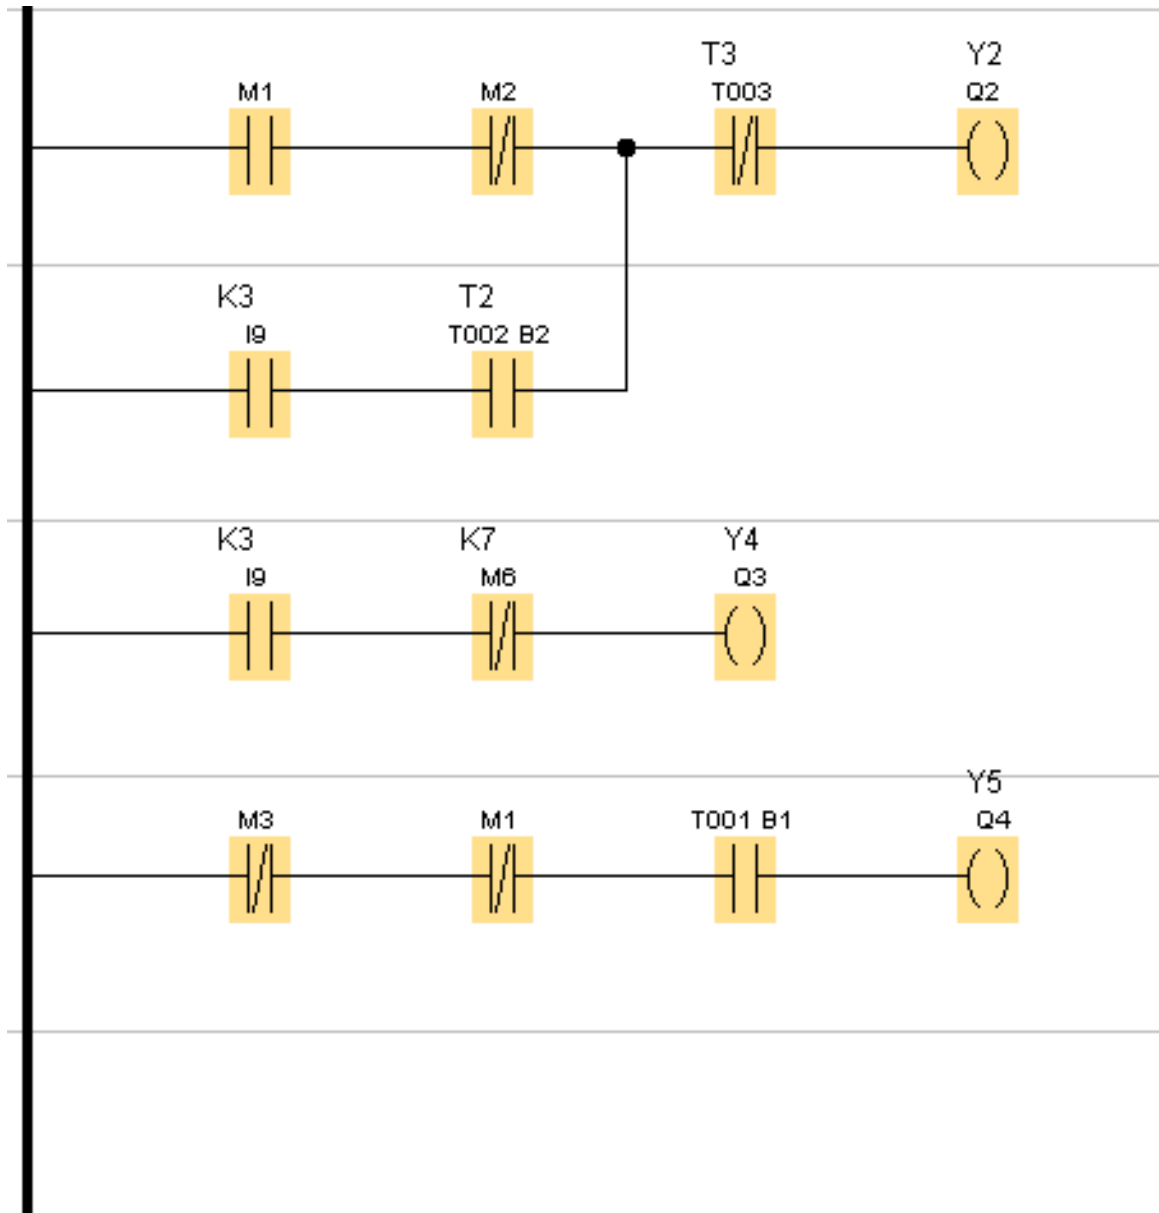 T3 Y2
M1 M2 T003 Q2
K3 T2
I9 T002 B2
K3 K7 Y4
I9 M6 Q3
Y5
M3 M1 T001 B1 Q4